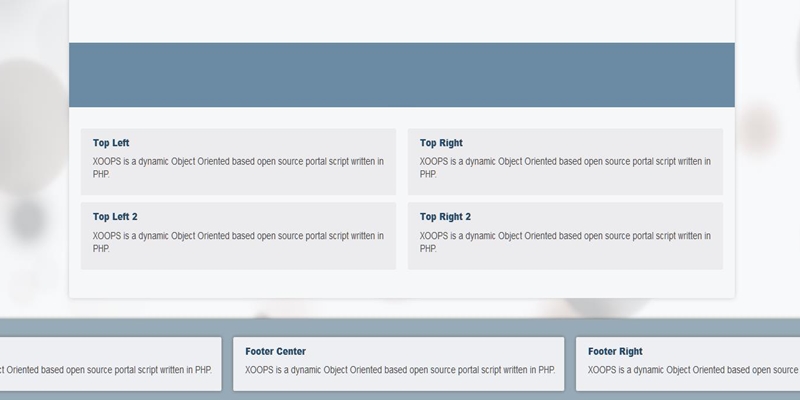 Top Left
XOOPS is a dynamic Object Oriented based open source portal script written in
PHP.
Top Right
XOOPS is a dynamic Object Oriented based open source portal script written in
PHP.
Top Left 2
XOOPS is a dynamic Object Oriented based open source portal script written in
PHP.
Top Right 2
XOOPS is a dynamic Object Oriented based open source portal script written in
PHP.
Oriented based open source portal script written in PHP.
Footer Center
XOOPS is a dynamic Object Oriented based open source portal script written in PHP.
Footer Right
XOOPS is a dynamic Object Oriented based open source